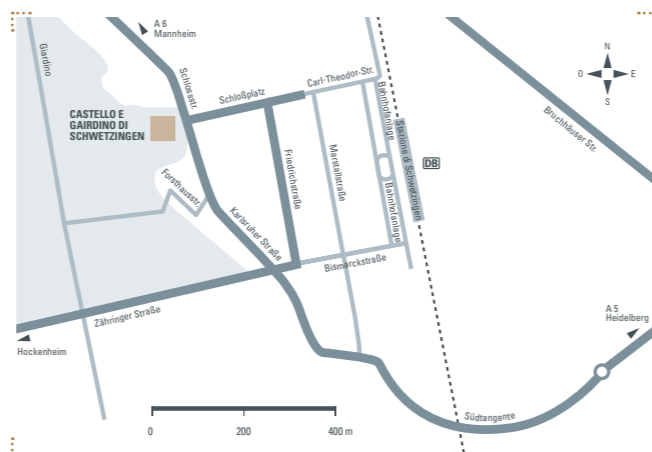 A 6
Mannheim
Giardino
Schlossstr.
Schloßplatz
Carl-Theodor-Str.
N
O
E
S
CASTELLO E
GAIRDINO DI
SCHWETZINGEN
Bahnhofanlage
Stazione di Schwetzingen
DB
Bruchhäuser Str.
Friedrichstraße
Marstallstraße
Forsthausstr.
Karlsruher Straße
Bahnhofanlage
Bismarckstraße
Zähringer Straße
Hockenheim
A 5
Heidelberg
Südtangente
0
200
400 m